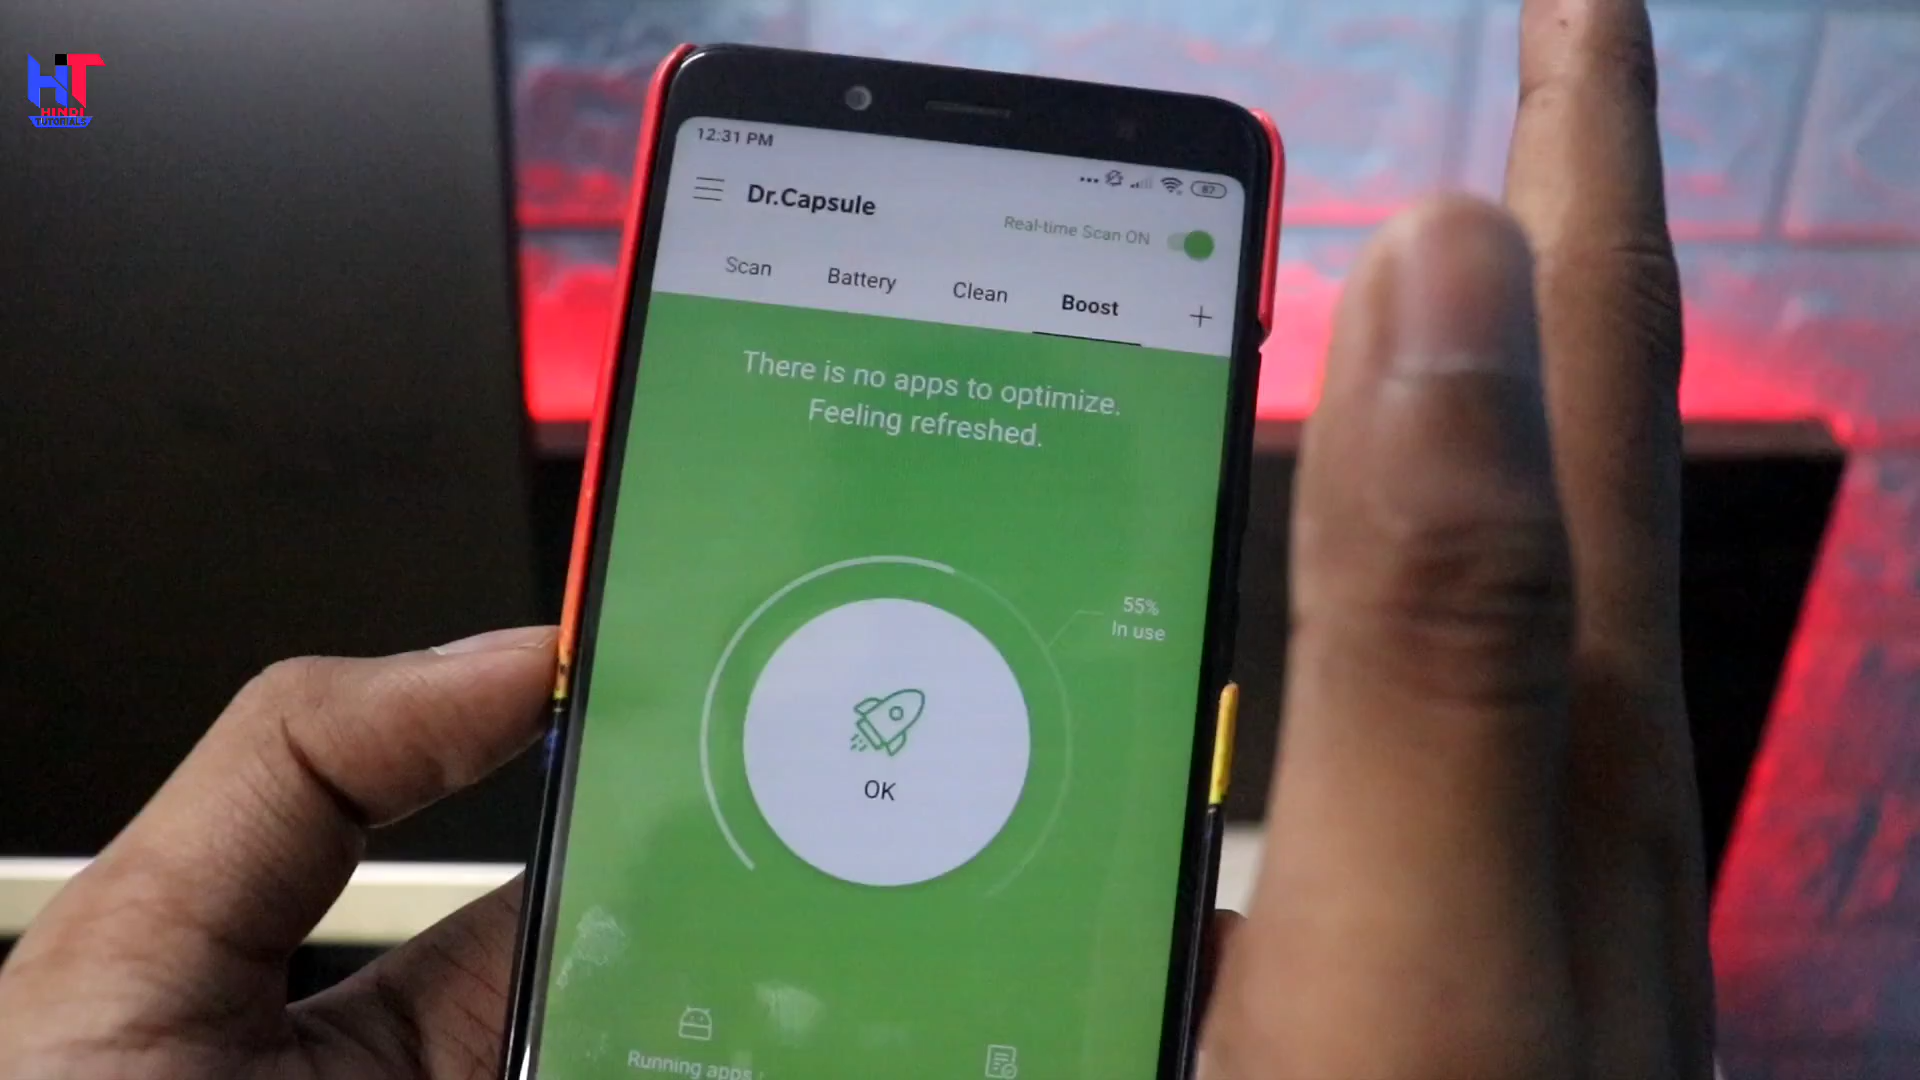 HT
HINDI
TUTORIALS
12:31 PM
87
Dr.Capsule
Real-time Scan ON
Scan Battery Clean Boost +
There is no apps to optimize.
Feeling refreshed.
55%
In use
OK
Running apps